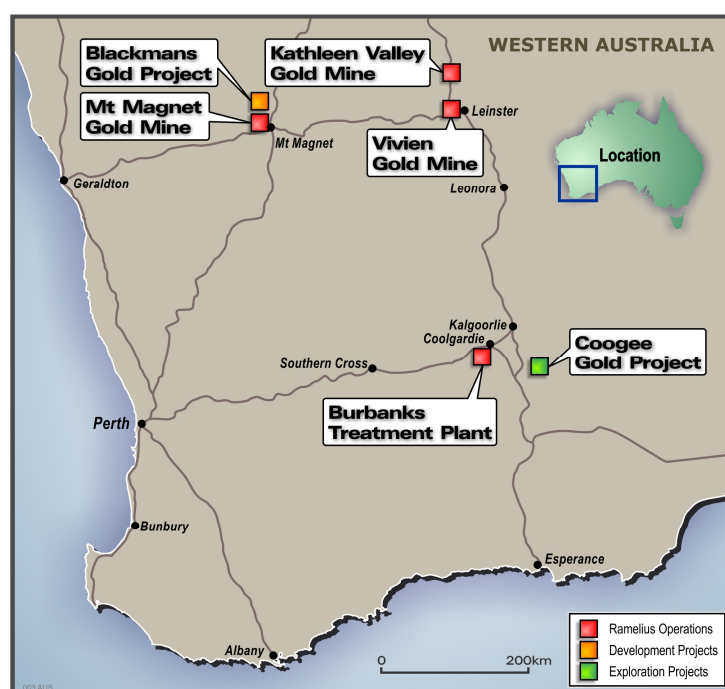 WESTERN AUSTRALIA
Blackmans
Gold Project
Kathleen Valley
Gold Mine
Mt Magnet
Gold Mine
Mt Magnet
Leinster
Vivien
Gold Mine
Location
Geraldton
Leonora
Kalgoorlie
Coolgardie
Southern Cross
Coogee
Gold Project
Burbanks
Treatment Plant
Perth
Bunbury
Esperance
Albany
0 200km
Ramelius Operations
Development Projects
Exploration Projects
003 AUS